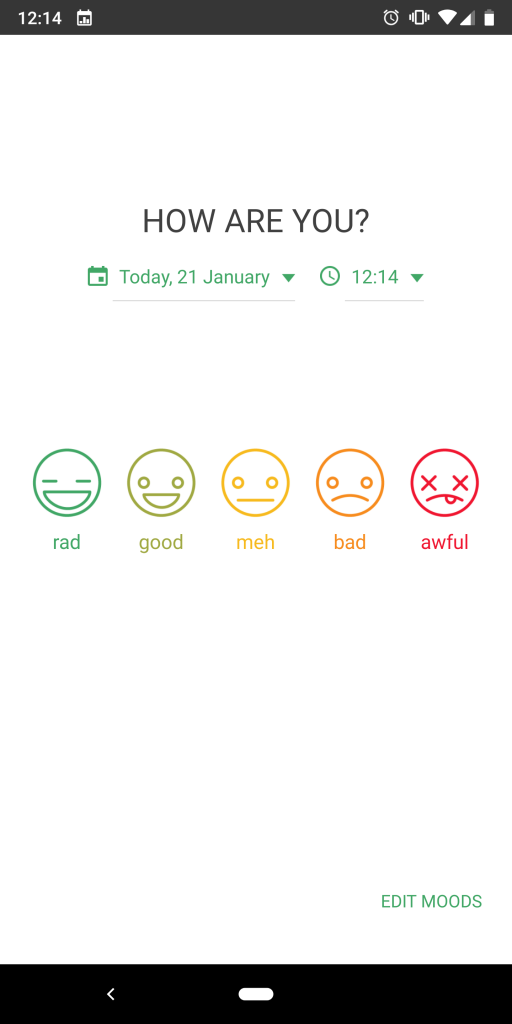 12:14
HOW ARE YOU?
Today, 21 January 12:14
rad good meh bad awful
EDIT MOODS